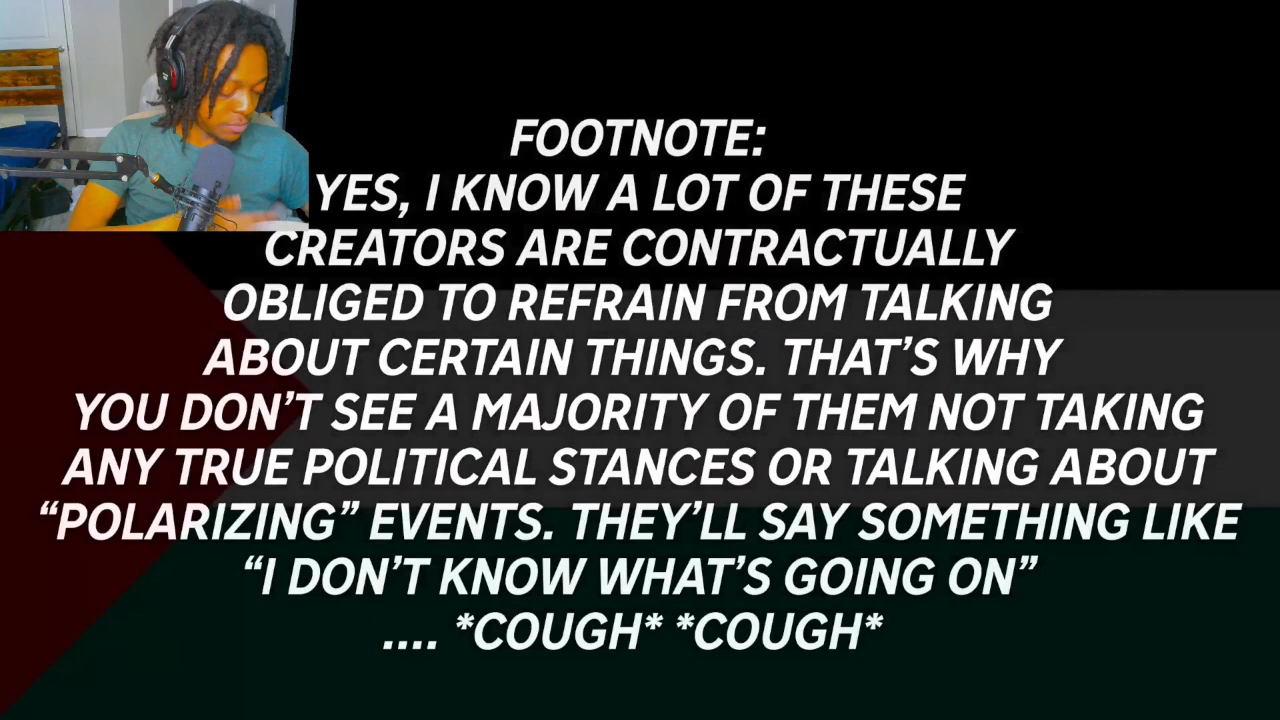 FOOTNOTE:
YES, I KNOW A LOT OF THESE
CREATORS ARE CONTRACTUALLY
OBLIGED TO REFRAIN FROM TALKING
ABOUT CERTAIN THINGS. THAT’S WHY
YOU DON’T SEE A MAJORITY OF THEM NOT TAKING
ANY TRUE POLITICAL STANCES OR TALKING ABOUT
“POLARIZING” EVENTS. THEY’LL SAY SOMETHING LIKE
“I DON’T KNOW WHAT’S GOING ON”
.... *COUGH* *COUGH*